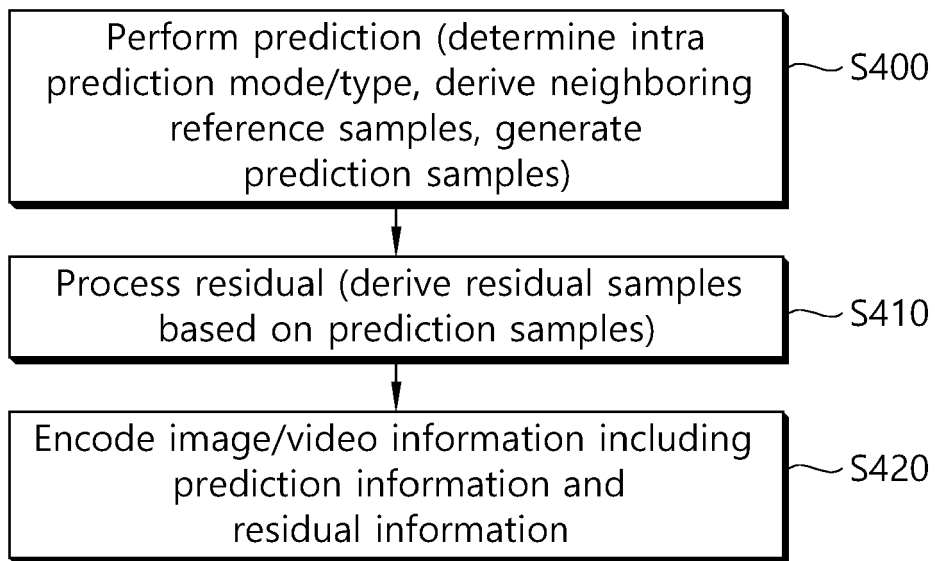 Perform prediction (determine intra
prediction mode/type, derive neighboring
reference samples, generate
prediction samples)
S400
Process residual (derive residual samples
based on prediction samples)
S410
Encode image/video information including
prediction information and
residual information
S420